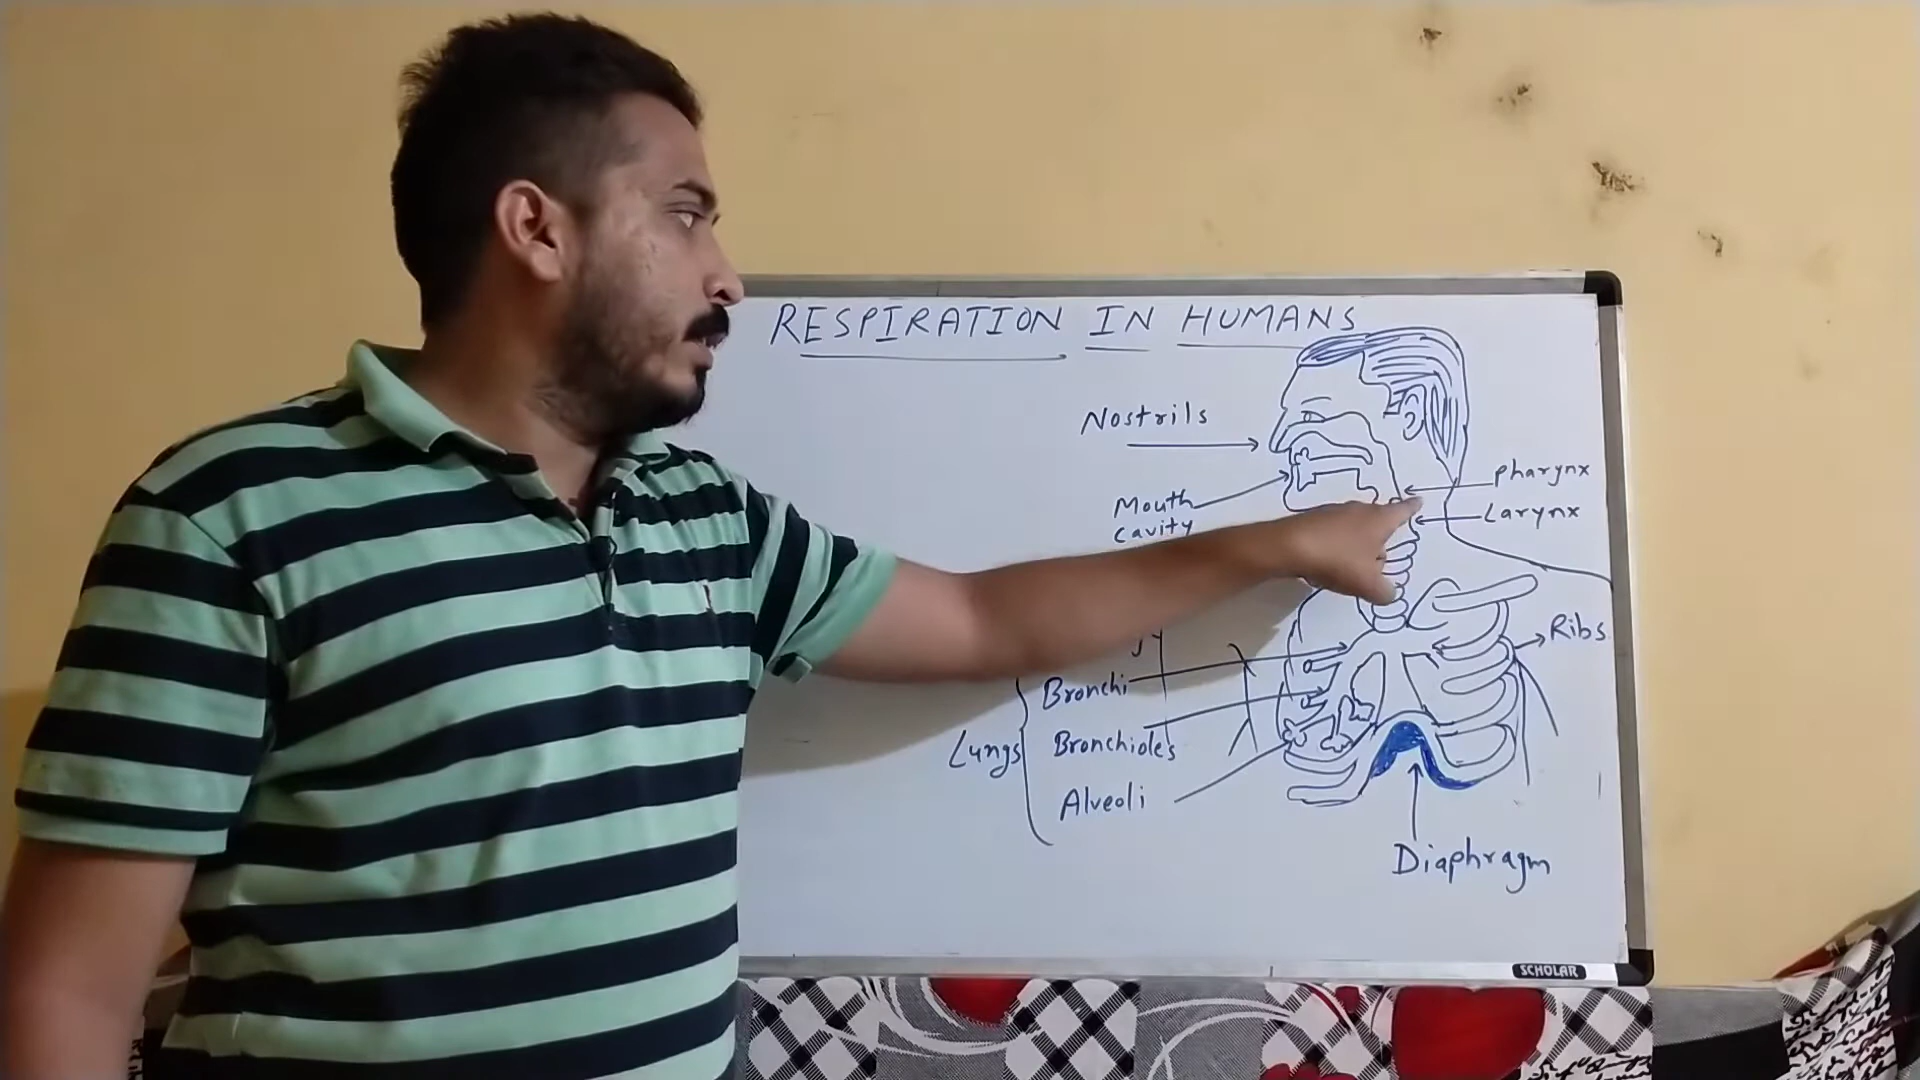 RESPIRATION IN HUMANS
Nostrils
pharynx
Mouth
cavity
Larynx
Ribs
Bronchi
Lungs
Bronchioles
Alveoli
Diaphragm
SCHOLAR